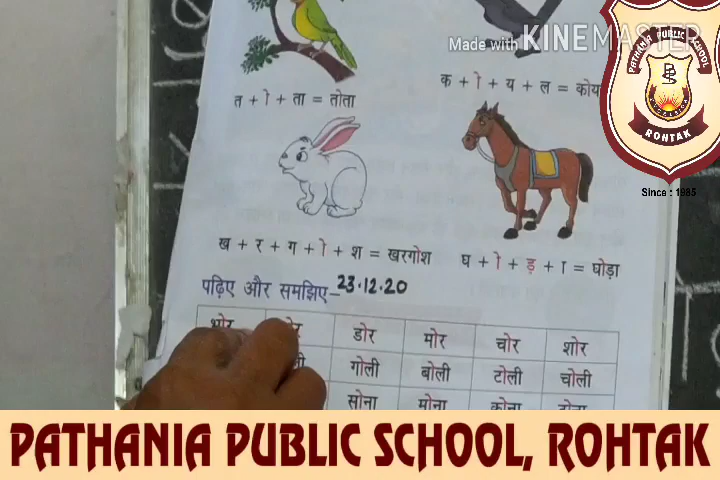 Made with KINEMASTER
PATHANIA PUBLIC SCHOOL
ROHTAK
Since : 1985
त + ो + ता = तोता
क + ो + य + ल =
ख + र + ग + ो + श = खरगोश
घ + ो + ड़ + ा = घोड़ा
पढ़िए और समझिए- 23.12.20
भोर डोर मोर चोर शोर
गोली बोली टोली चोली
सोना मोना कोना
PATHANIA PUBLIC SCHOOL, ROHTAK